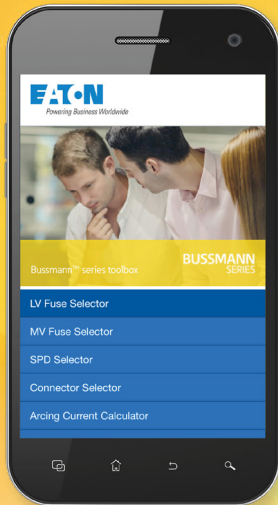 EATON
Powering Business Worldwide
Bussmann™ series toolbox
BUSSMANN
SERIES
LV Fuse Selector
MV Fuse Selector
SPD Selector
Connector Selector
Arcing Current Calculator